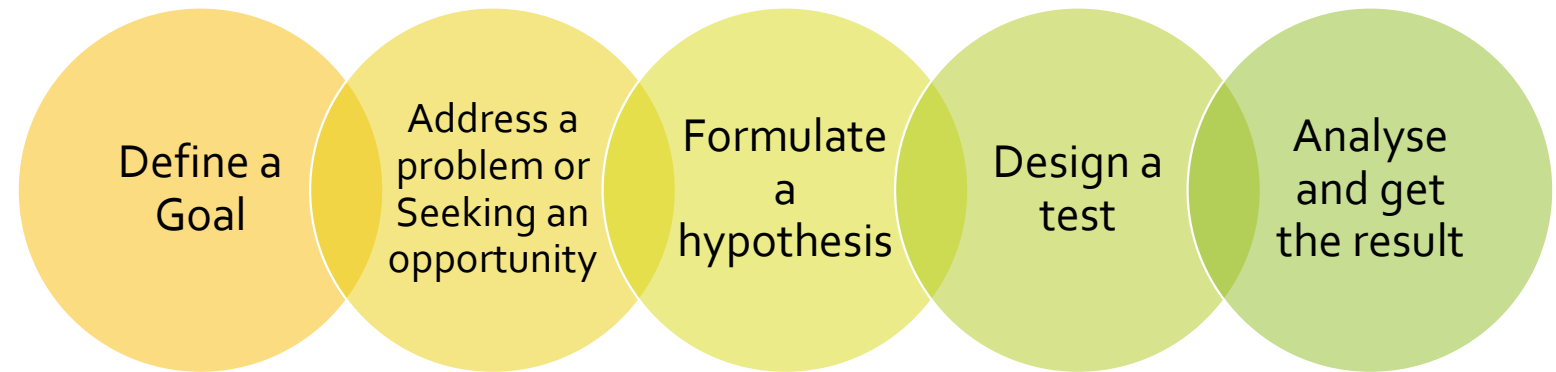 Define a
Goal
Address a
problem or
Seeking an
opportunity
Formulate
a
hypothesis
Design a
test
Analyse
and get
the result